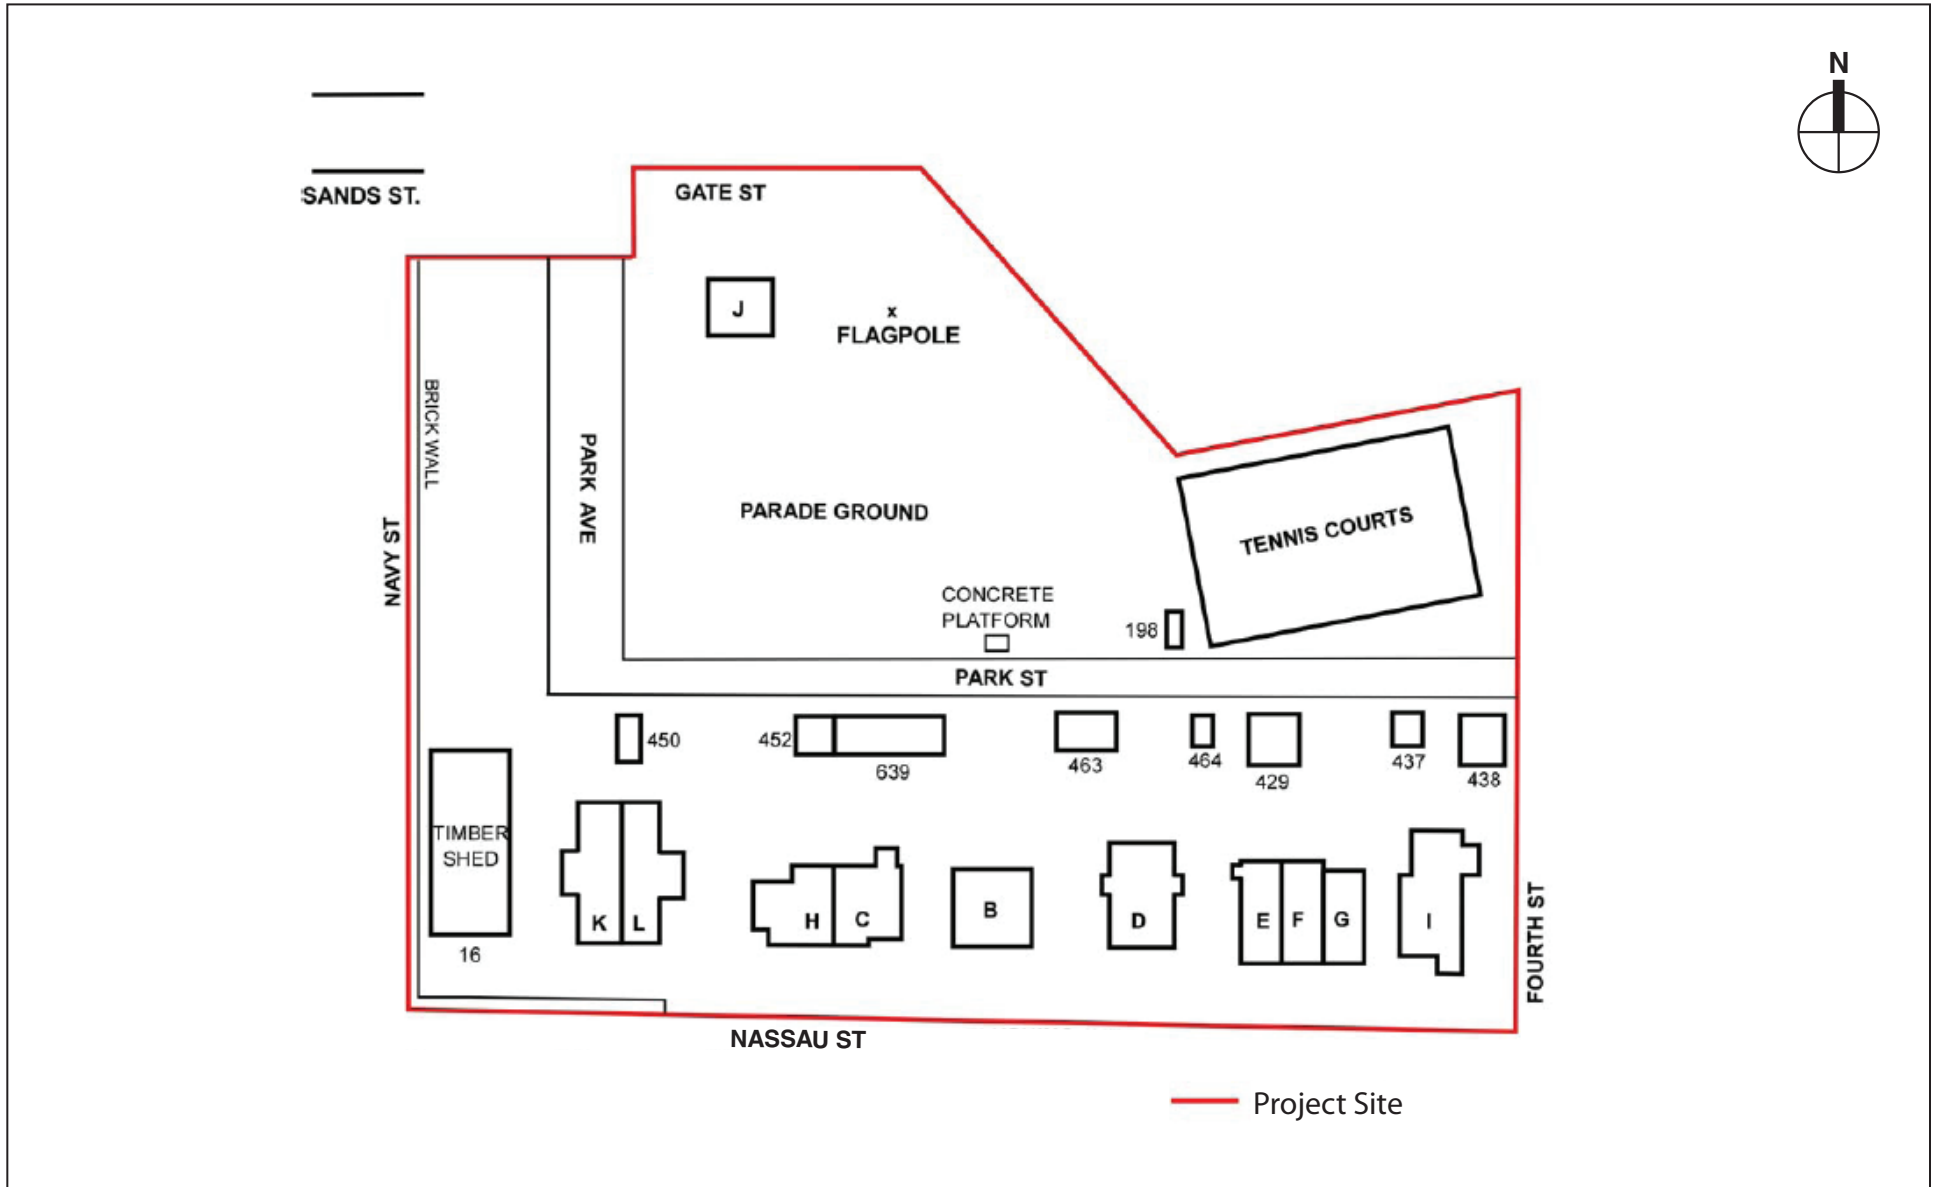 N
SANDS ST.
GATE ST
J
x
FLAGPOLE
BRICK WALL
PARK AVE
NAVY ST
PARADE GROUND
TENNIS COURTS
CONCRETE
PLATFORM
198
PARK ST
450
452
639
463
464
429
437
438
TIMBER
SHED
16
K
L
H
C
B
D
E
F
G
I
FOURTH ST
NASSAU ST
Project Site